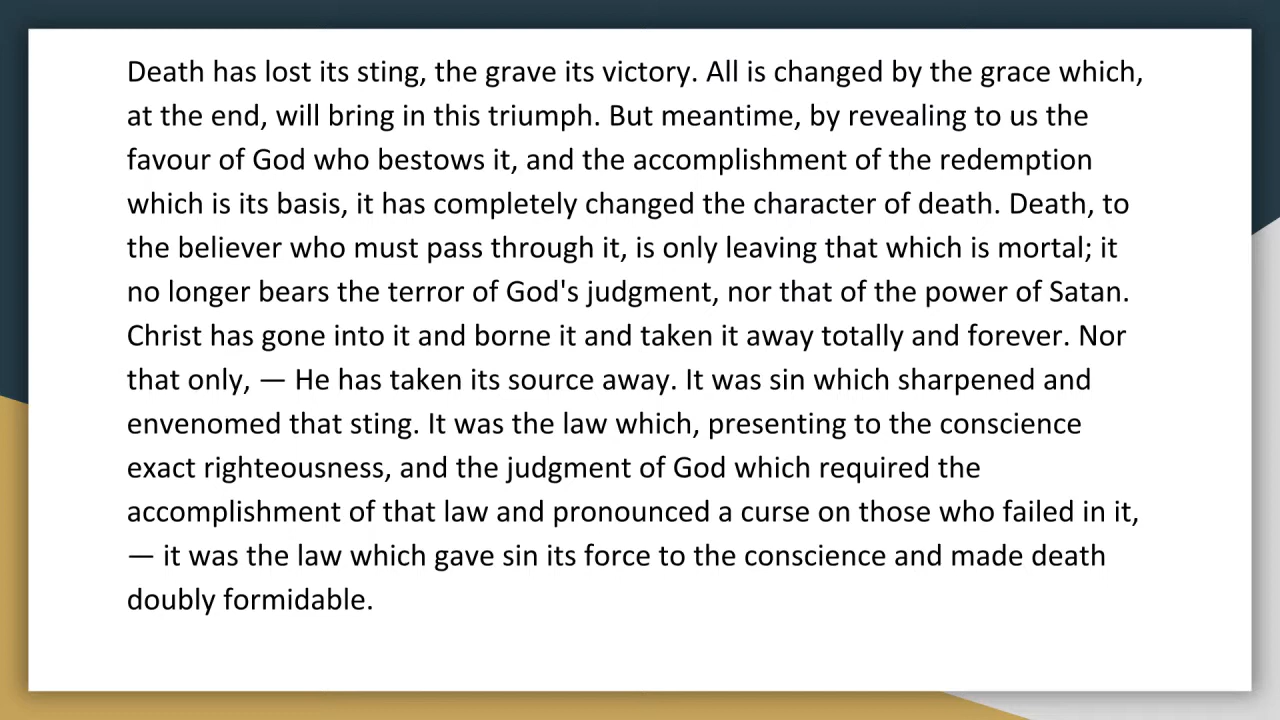 Death has lost its sting, the grave its victory. All is changed by the grace which,
at the end, will bring in this triumph. But meantime, by revealing to us the
favour of God who bestows it, and the accomplishment of the redemption
which is its basis, it has completely changed the character of death. Death, to
the believer who must pass through it, is only leaving that which is mortal; it
no longer bears the terror of God's judgment, nor that of the power of Satan.
Christ has gone into it and borne it and taken it away totally and forever. Nor
that only, — He has taken its source away. It was sin which sharpened and
envenomed that sting. It was the law which, presenting to the conscience
exact righteousness, and the judgment of God which required the
accomplishment of that law and pronounced a curse on those who failed in it,
— it was the law which gave sin its force to the conscience and made death
doubly formidable.